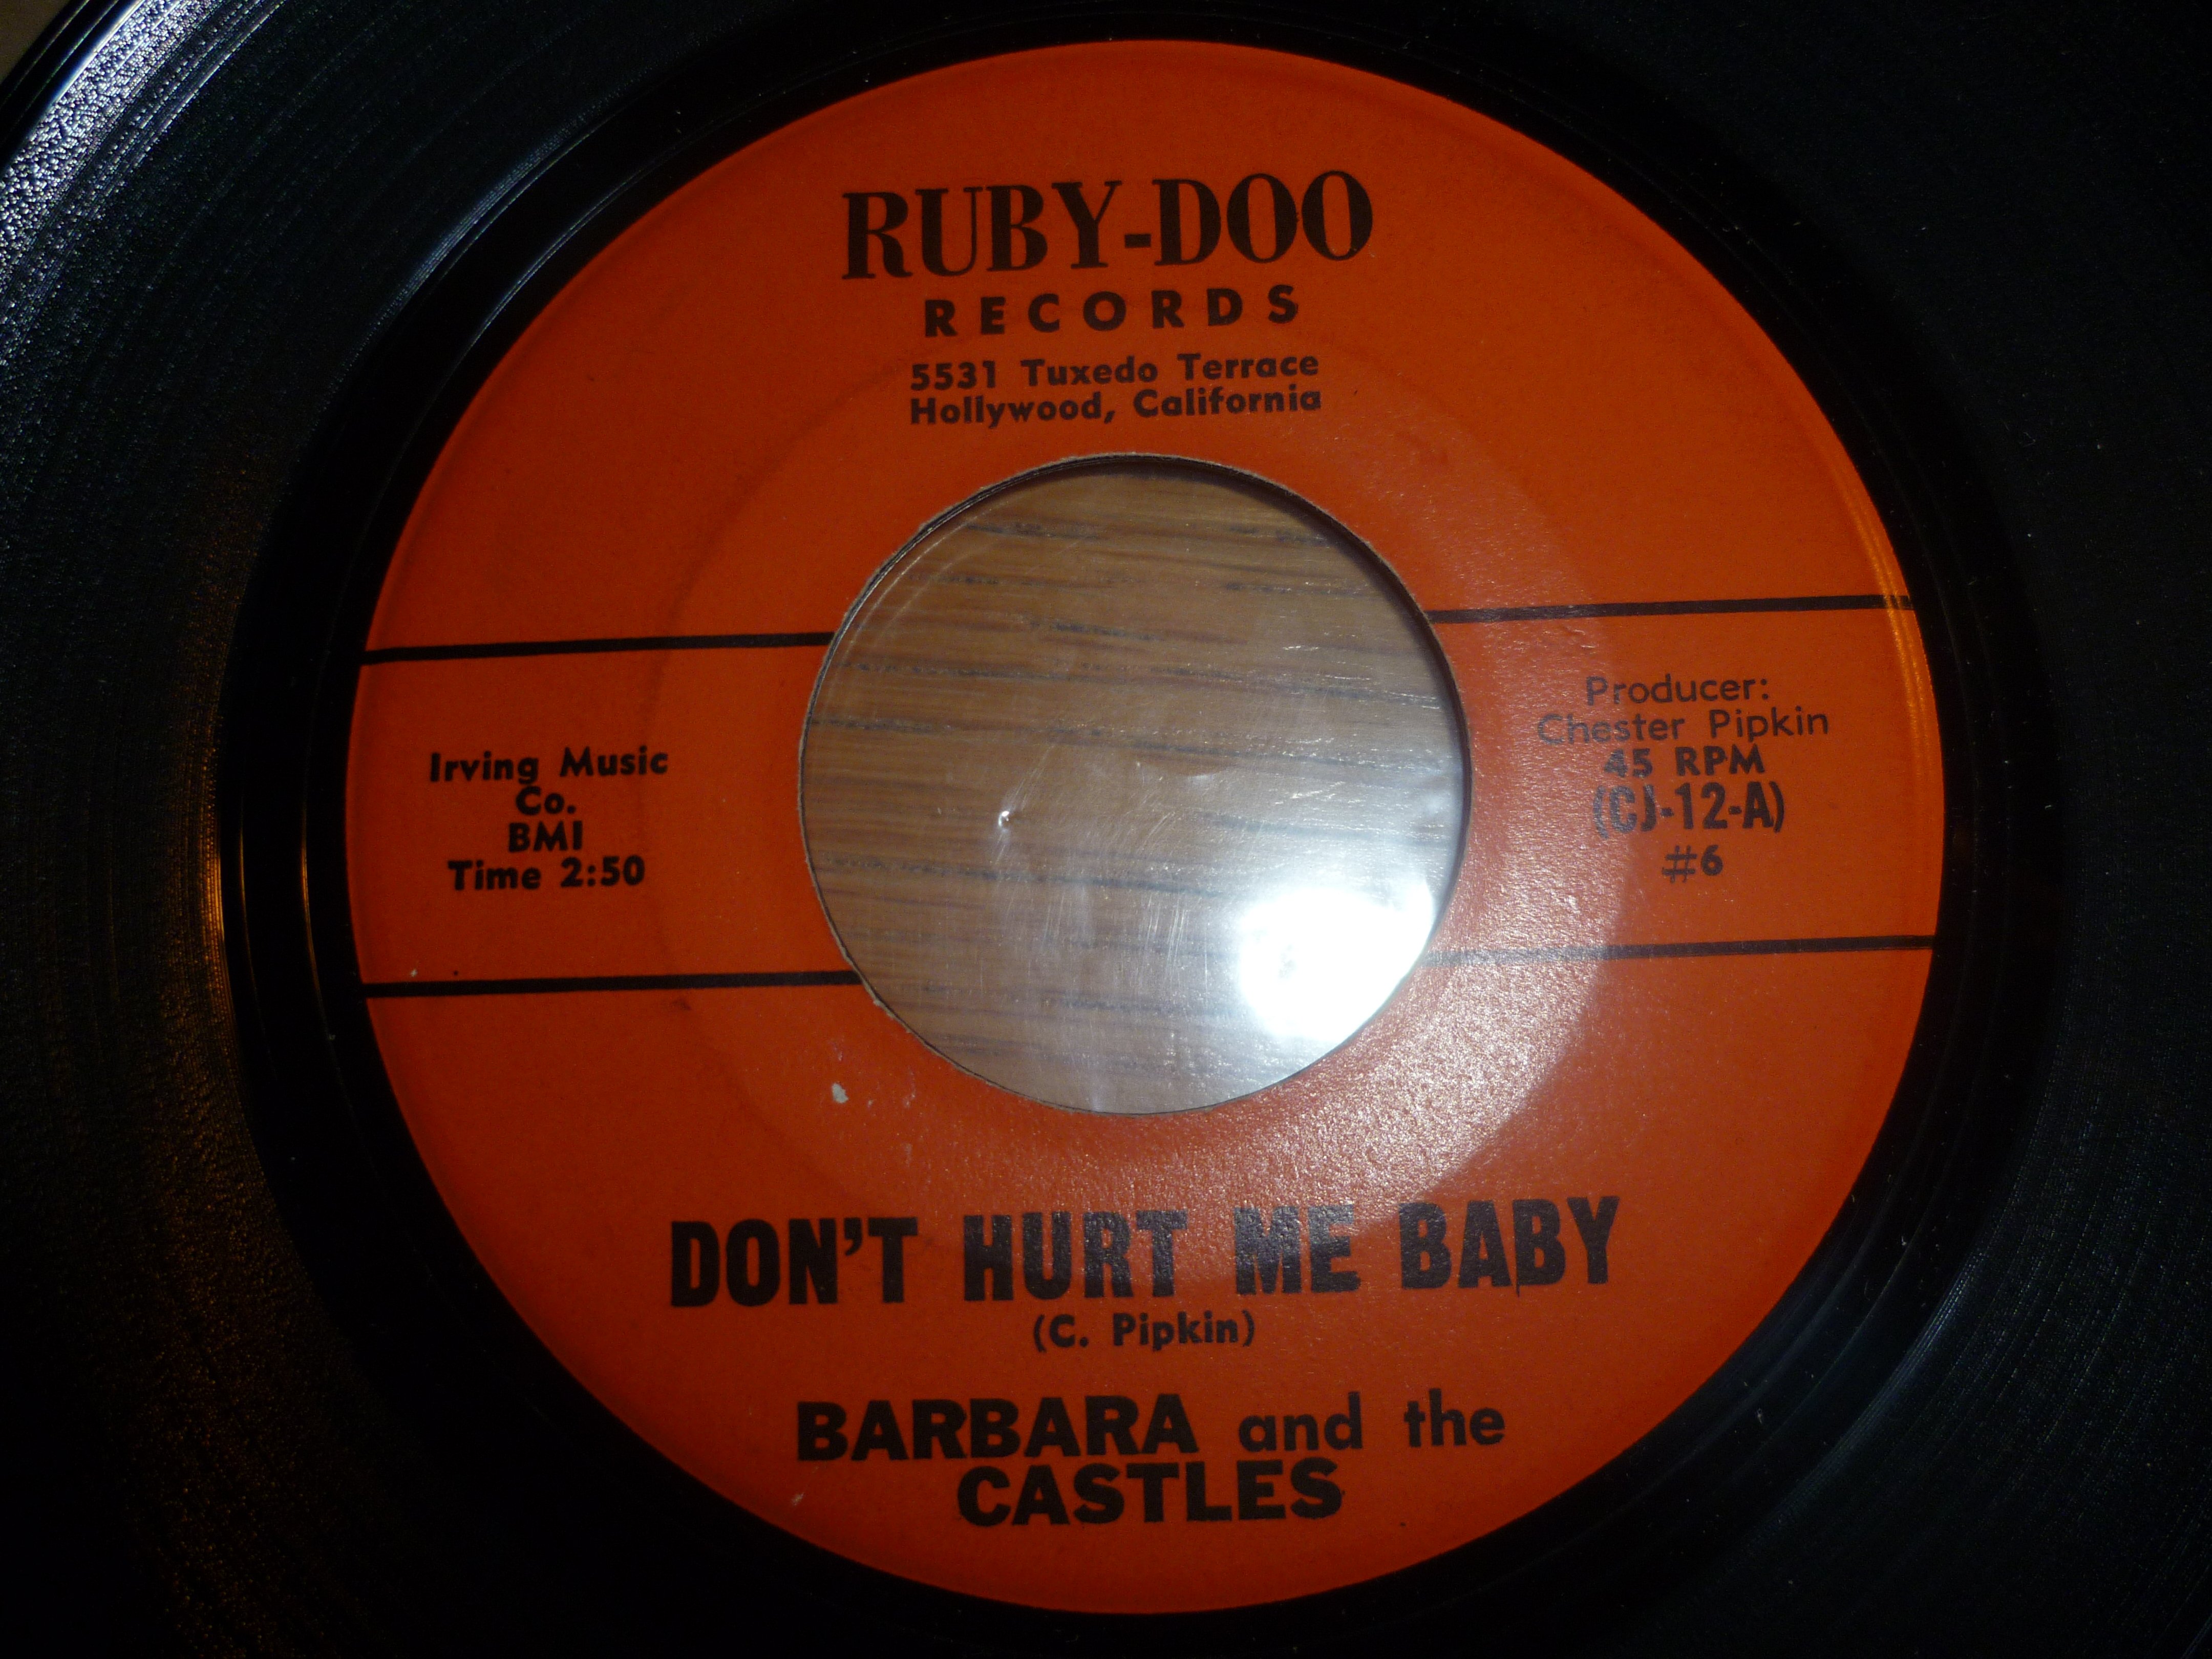 RUBY-DOO
RECORDS
5531 Tuxedo Terrace
Hollywood, California
Irving Music
Co.
BMI
Time 2:50
Producer:
Chester Pipkin
45 RPM
(CJ-12-A)
#6
DON'T HURT ME BABY
(C. Pipkin)
BARBARA and the
CASTLES